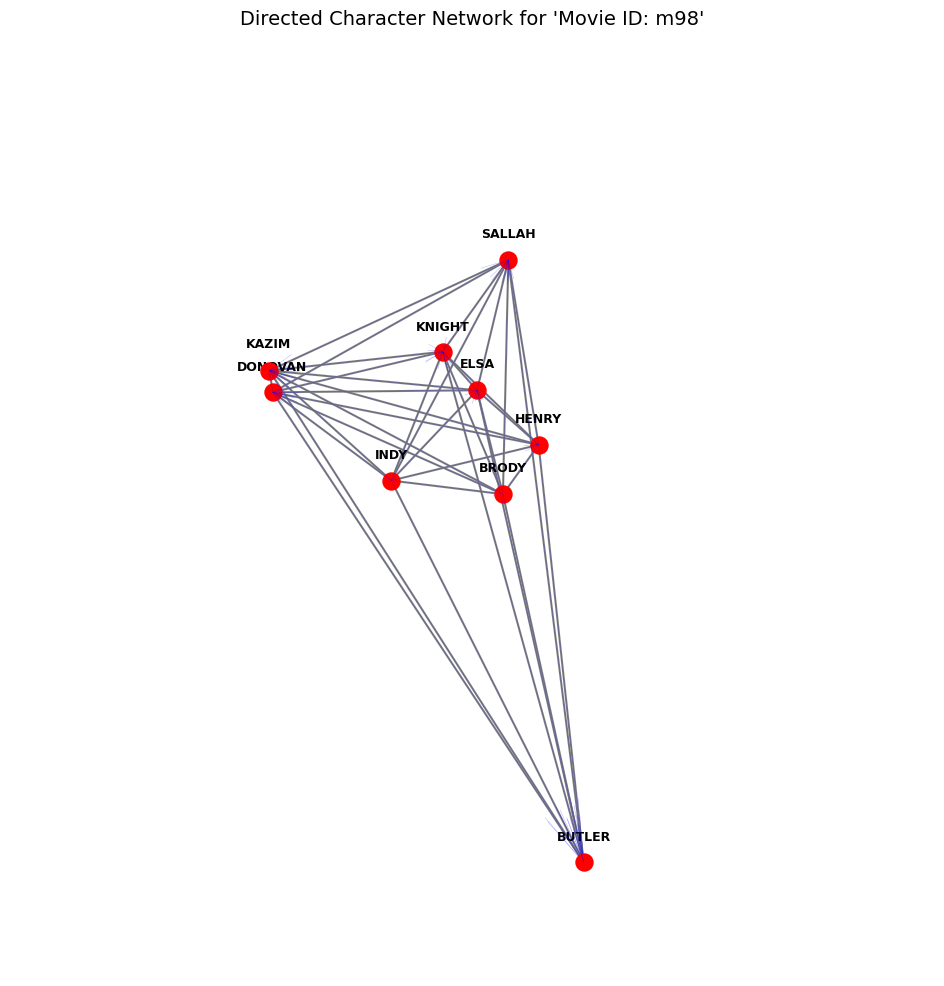 Directed Character Network for 'Movie ID: m98'
SALLAH
KNIGHT
KAZIM
ELSA
DONOVAN
HENRY
INDY
BRODY
BUTLER